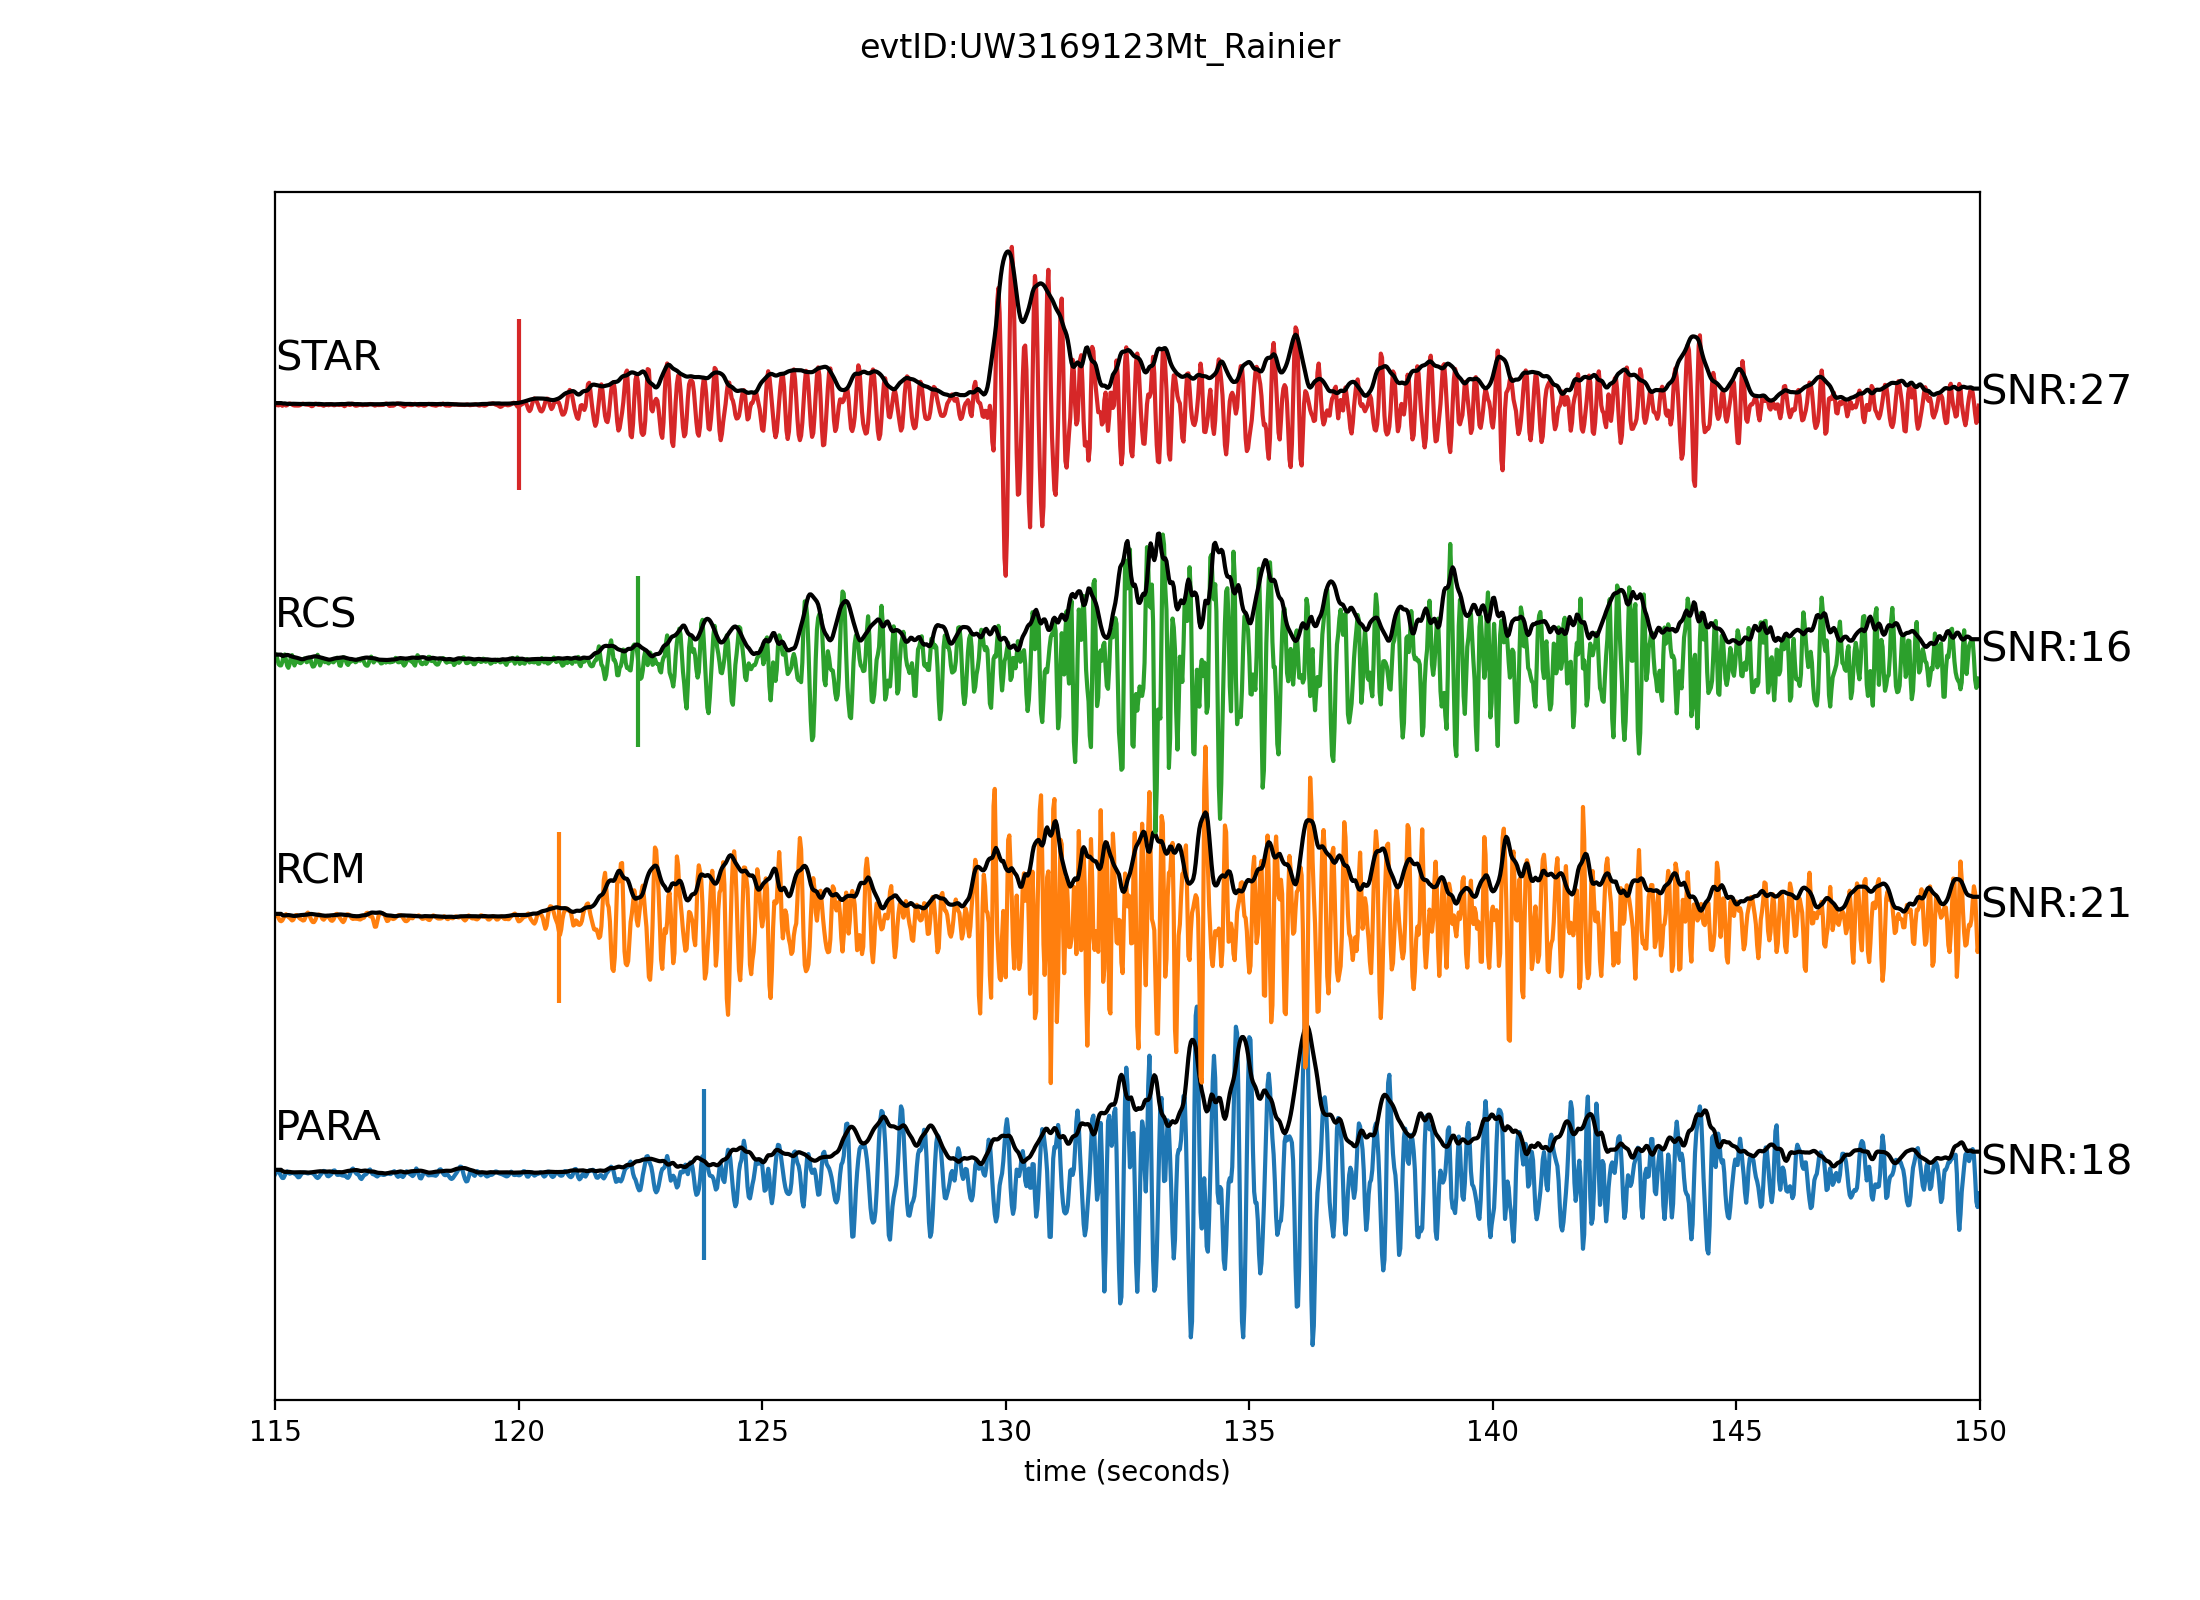 evtID:UW3169123Mt_Rainier
STAR
SNR:27
RCS
SNR:16
RCM
SNR:21
PARA
SNR:18
115 120 125 130 135 140 145 150
time (seconds)